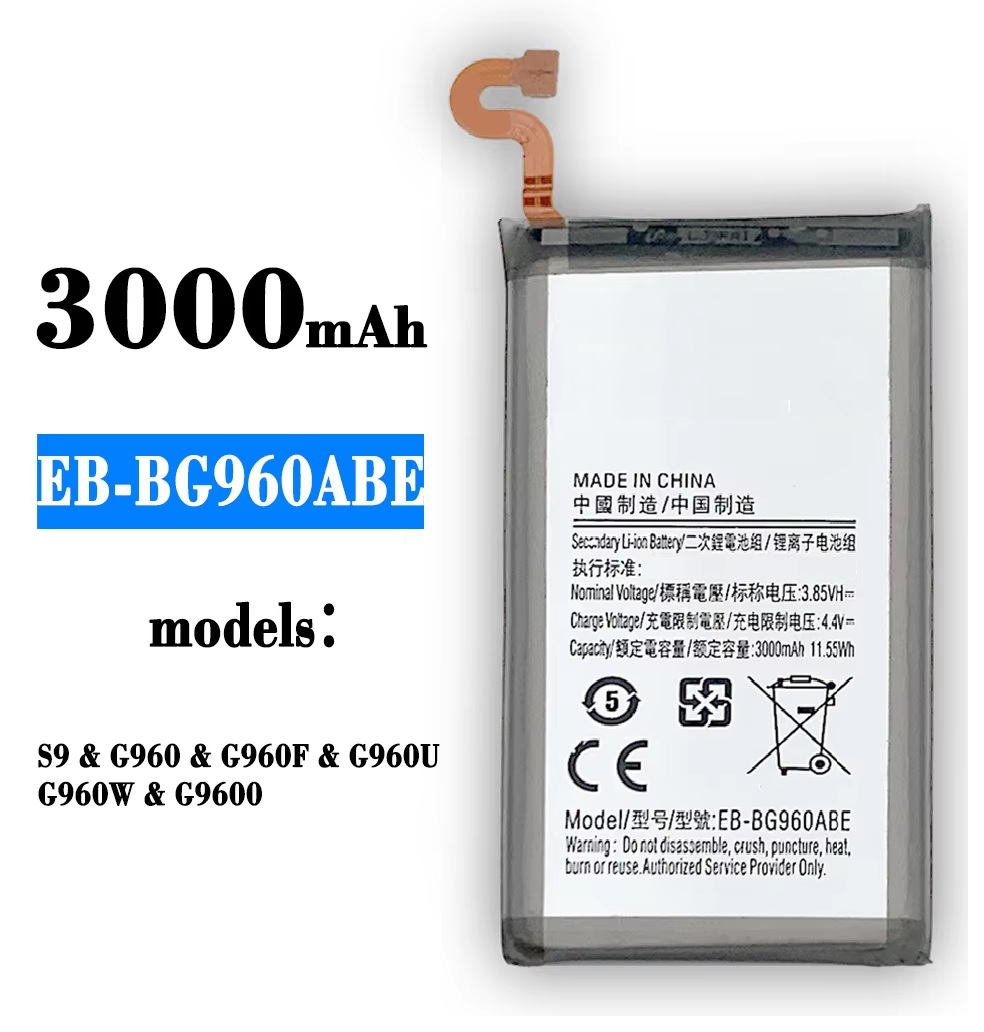 3000mAh
EB-BG960ABE
models:
S9 & G960 & G960F & G960U
G960W & G9600
MADE IN CHINA
中國制造/中国制造
Secondary Li-ion Battery/二次鋰電池組/锂离子电池组
执行标准:
Nominal Voltage/標稱電壓/标称电压:3.85VH⎓
Charge Voltage/充電限制電壓/充电限制电压:4.4V⎓
Capacity/額定電容量/额定容量:3000mAh 11.55Wh
5
CE
Model/型号/型號:EB-BG960ABE
Warning: Do not disassemble, crush, puncture, heat,
burn or reuse.Authorized Service Provider Only.